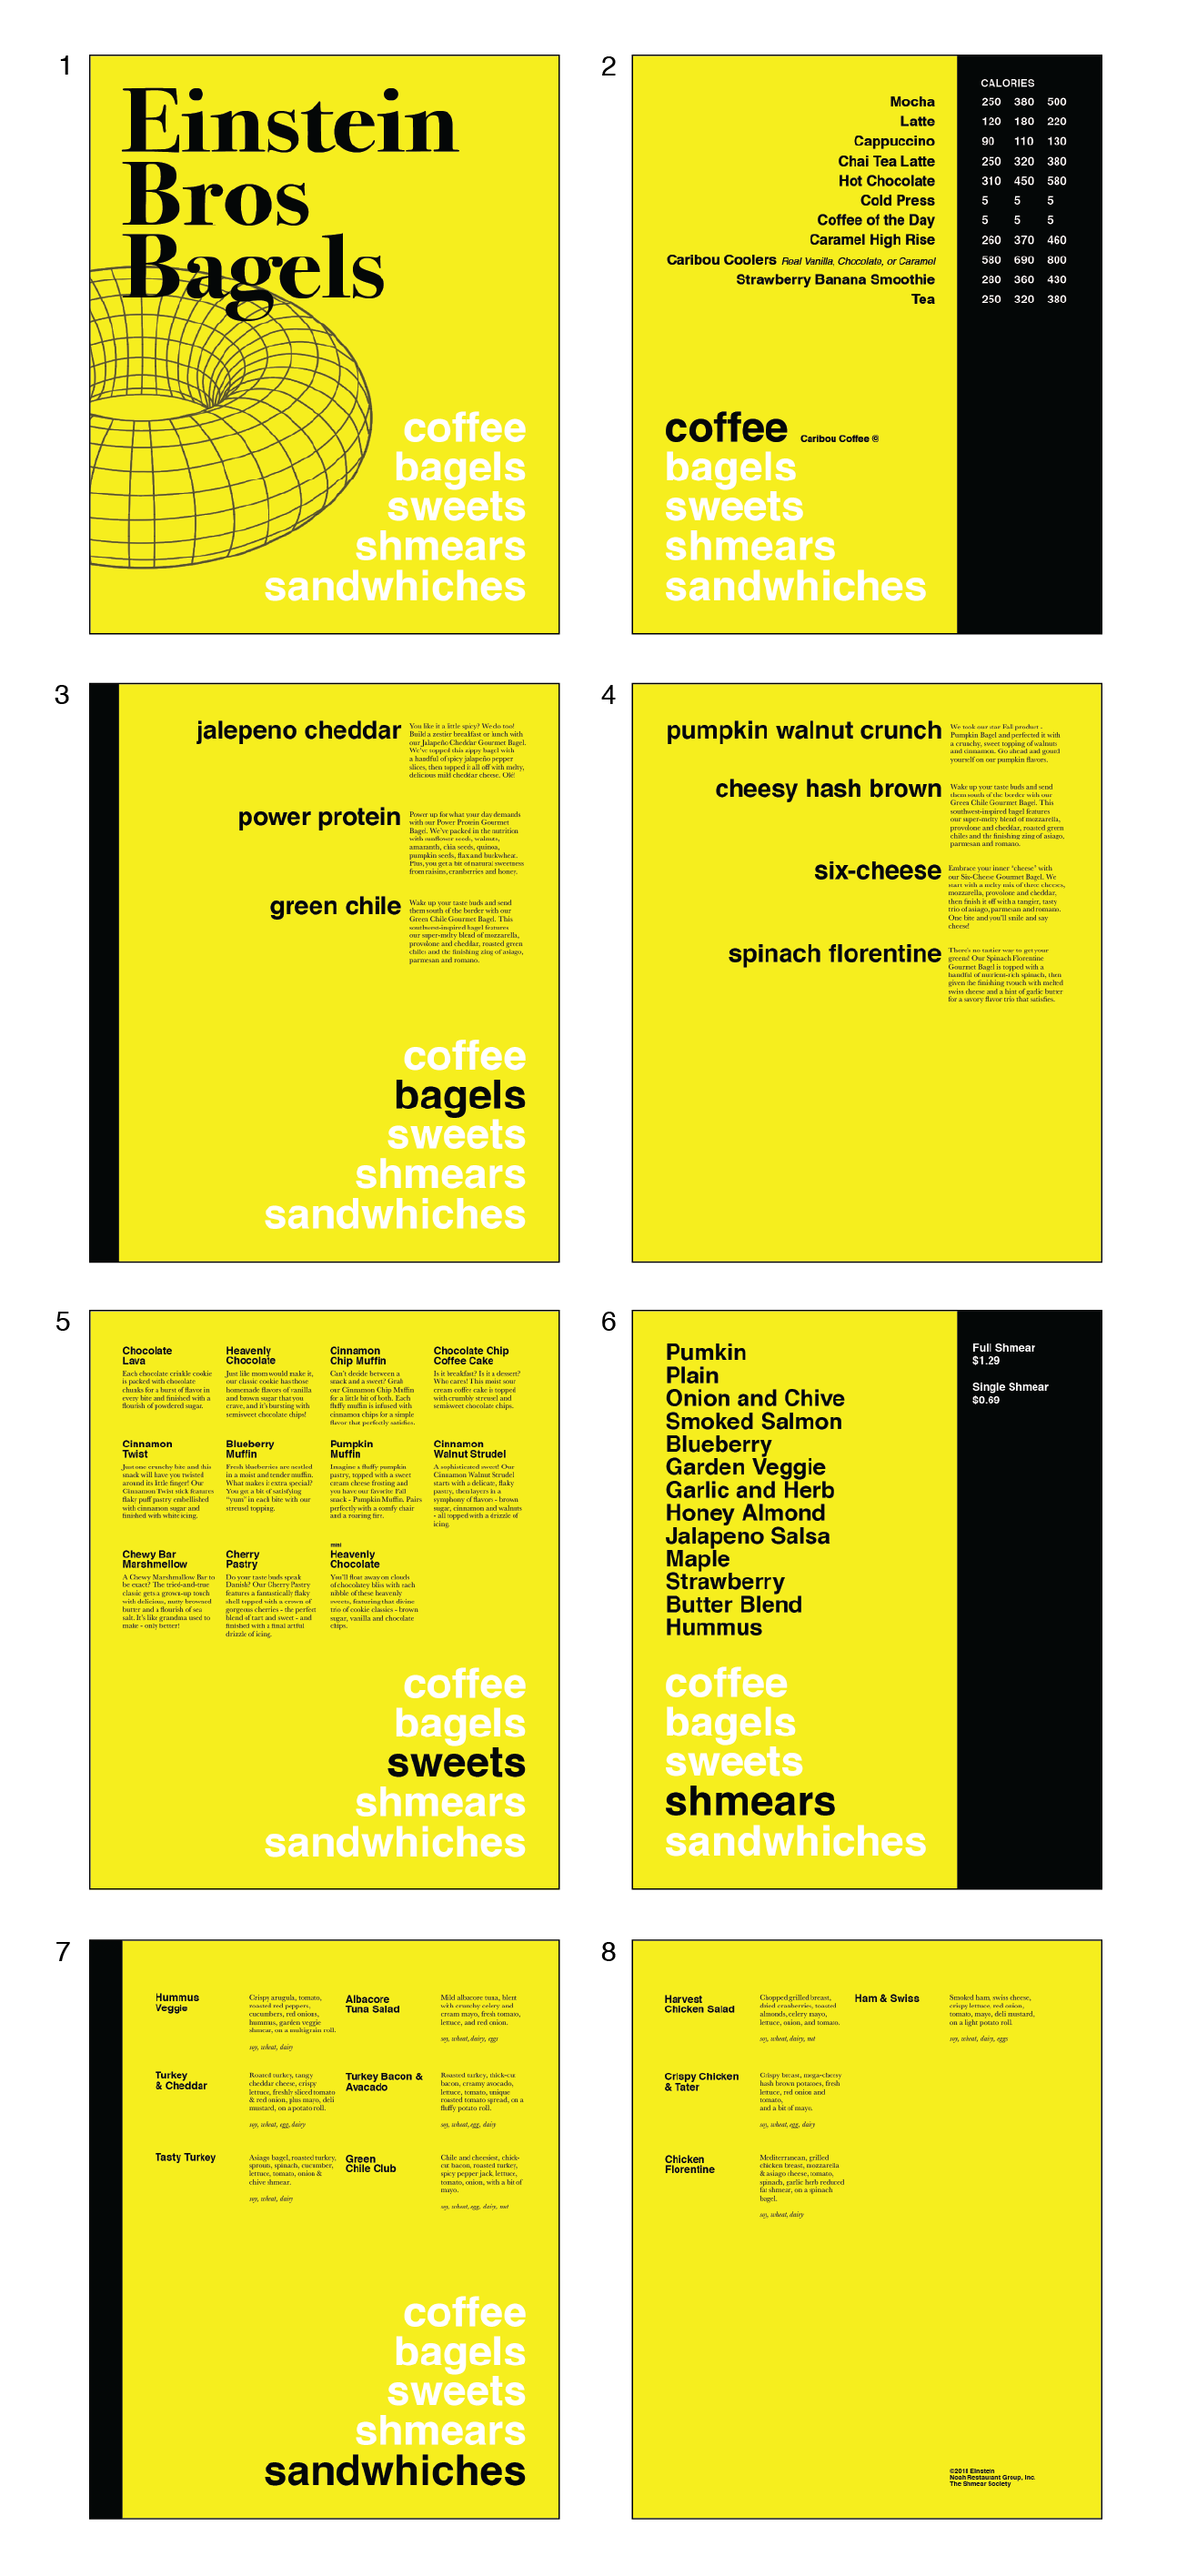 1
Einstein
Bros
Bagels
coffee
bagels
sweets
shmears
sandwhiches
2
CALORIES
Mocha 250 380 500
Latte 120 180 220
Cappuccino 90 110 130
Chai Tea Latte 250 320 380
Hot Chocolate 310 450 580
Cold Press 5 5 5
Coffee of the Day 5 5 5
Caramel High Rise 260 370 460
Caribou Coolers Real Vanilla, Chocolate, or Caramel 580 690 800
Strawberry Banana Smoothie 280 360 430
Tea 250 320 380
coffee Caribou Coffee ©
bagels
sweets
shmears
sandwhiches
3
jalepeno cheddar
You like it a little spicy? We do too!
Build a zestier breakfast or lunch with
our Jalapeño Cheddar Gourmet Bagel.
We've topped this zippy bagel with
a handful of spicy jalapeño pepper
slices, then topped it all off with melty,
delicious mild cheddar cheese. Olé!
power protein
Power up for what your day demands
with our Power Protein Gourmet
Bagel. We've packed in the nutrition
with sunflower seeds, walnuts,
amaranth, chia seeds, quinoa,
pumpkin seeds, flax and buckwheat.
Plus, you get a bit of natural sweetness
from raisins, cranberries and honey.
green chile
Wake up your taste buds and send
them south of the border with our
Green Chile Gourmet Bagel. This
southwest-inspired bagel features
our super-melty blend of mozzarella,
provolone and cheddar, roasted green
chiles and the finishing zing of asiago,
parmesan and romano.
coffee
bagels
sweets
shmears
sandwhiches
4
pumpkin walnut crunch
We took our star Fall product -
Pumpkin Bagel and perfected it with
a crunchy, sweet topping of walnuts
and cinnamon. Go ahead and gourd
yourself on our pumpkin flavors.
cheesy hash brown
Wake up your taste buds and send
them south of the border with our
Green Chile Gourmet Bagel. This
southwest-inspired bagel features
our super-melty blend of mozzarella,
provolone and cheddar, roasted green
chiles and the finishing zing of asiago,
parmesan and romano.
six-cheese
Embrace your inner "cheese" with
our Six-Cheese Gourmet Bagel. We
start with a melty mix of three cheeses,
mozzarella, provolone and cheddar,
then finish it off with a tangier, tasty
trio of asiago, parmesan and romano.
One bite and you'll smile and say
cheese!
spinach florentine
There's no tastier way to get your
greens! Our Spinach Florentine
Gourmet Bagel is topped with a
handful of nutrient-rich spinach, then
given the finishing twouch with melted
swiss cheese and a hint of garlic butter
for a savory flavor trio that satisfies.
5
Chocolate
Lava
Each chocolate crinkle cookie
is packed with chocolate
chunks for a burst of flavor in
every bite and finished with a
flourish of powdered sugar.
Heavenly
Chocolate
Just like mom would make it,
our classic cookie has those
homemade flavors of vanilla
and brown sugar that you
crave, and it's bursting with
semisweet chocolate chips!
Cinnamon
Chip Muffin
Can't decide between a
snack and a sweet? Grab
our Cinnamon Chip Muffin
for a little bit of both. Each
fluffy muffin is infused with
cinnamon chips for a simple
flavor that perfectly satisfies.
Chocolate Chip
Coffee Cake
Is it breakfast? Is it a dessert?
Who cares! This moist sour
cream coffee cake is topped
with crumbly streusel and
semisweet chocolate chips.
Cinnamon
Twist
Just one crunchy bite and this
snack will have you twisted
around its little finger! Our
Cinnamon Twist stick features
flaky puff pastry embellished
with cinnamon sugar and
finished with white icing.
Blueberry
Muffin
Fresh blueberries are nestled
in a moist and tender muffin.
What makes it extra special?
You get a bit of satisfying
"yum" in each bite with our
streusel topping.
Pumpkin
Muffin
Imagine a fluffy pumpkin
pastry, topped with a sweet
cream cheese frosting and
you have our favorite Fall
snack - Pumpkin Muffin. Pairs
perfectly with a comfy chair
and a roaring fire.
Cinnamon
Walnut Strudel
A sophisticated sweet! Our
Cinnamon Walnut Strudel
starts with a delicate, flaky
pastry, then layers in a
symphony of flavors - brown
sugar, cinnamon and walnuts
- all topped with a drizzle of
icing.
Chewy Bar
Marshmellow
A Chewy Marshmallow Bar to
be exact? The tried-and-true
classic gets a grown-up touch
with delicious, nutty browned
butter and a flourish of sea
salt. It's like grandma used to
make - only better!
Cherry
Pastry
Do your taste buds speak
Danish? Our Cherry Pastry
features a fantastically flaky
shell topped with a crown of
gorgeous cherries - the perfect
blend of tart and sweet - and
finished with a final artful
drizzle of icing.
mini
Heavenly
Chocolate
You'll float away on clouds
of chocolatey bliss with each
nibble of these heavenly
sweets, featuring that divine
trio of cookie classics - brown
sugar, vanilla and chocolate
chips.
coffee
bagels
sweets
shmears
sandwhiches
6
Pumkin
Plain
Onion and Chive
Smoked Salmon
Blueberry
Garden Veggie
Garlic and Herb
Honey Almond
Jalapeno Salsa
Maple
Strawberry
Butter Blend
Hummus
Full Shmear
$1.29
Single Shmear
$0.69
coffee
bagels
sweets
shmears
sandwhiches
7
Hummus
Veggie
Crispy arugula, tomato,
roasted red peppers,
cucumbers, red onions,
hummus, garden veggie
shmear, on a multigrain roll.
soy, wheat, dairy
Albacore
Tuna Salad
Mild albacore tuna, blent
with crunchy celery and
cream mayo, fresh tomato,
lettuce, and red onion.
soy, wheat, dairy, eggs
Turkey
& Cheddar
Roasted turkey, tangy
cheddar cheese, crispy
lettuce, freshly sliced tomato
& red onion, plus mayo, deli
mustard, on a potato roll.
soy, wheat, egg, dairy
Turkey Bacon &
Avacado
Roasted turkey, thick-cut
bacon, creamy avocado,
lettuce, tomato, unique
roasted tomato spread, on a
fluffy potato roll.
soy, wheat, egg, dairy
Tasty Turkey
Asiago bagel, roasted turkey,
sprouts, spinach, cucumber,
lettuce, tomato, onion &
chive shmear.
soy, wheat, dairy
Green
Chile Club
Chile and cheesiest, thick-
cut bacon, roasted turkey,
spicy pepper jack, lettuce,
tomato, onion, with a bit of
mayo.
soy, wheat, egg, dairy, nut
coffee
bagels
sweets
shmears
sandwhiches
8
Harvest
Chicken Salad
Chopped grilled breast,
dried cranberries, toasted
almonds, celery mayo,
lettuce, onion, and tomato.
soy, wheat, dairy, nut
Ham & Swiss
Smoked ham, swiss cheese,
crispy lettuce, red onion,
tomato, mayo, deli mustard,
on a light potato roll
soy, wheat, dairy, eggs
Crispy Chicken
& Tater
Crispy breast, mega-cheesy
hash brown potatoes, fresh
lettuce, red onion and
tomato,
and a bit of mayo.
soy, wheat, egg, dairy
Chicken
Florentine
Mediterranean, grilled
chicken breast, mozzarella
& asiago cheese, tomato,
spinach, garlic herb reduced
fat shmear, on a spinach
bagel.
soy, wheat, dairy
©2018 Einstein
Noah Restaurant Group, Inc.
The Shmear Society